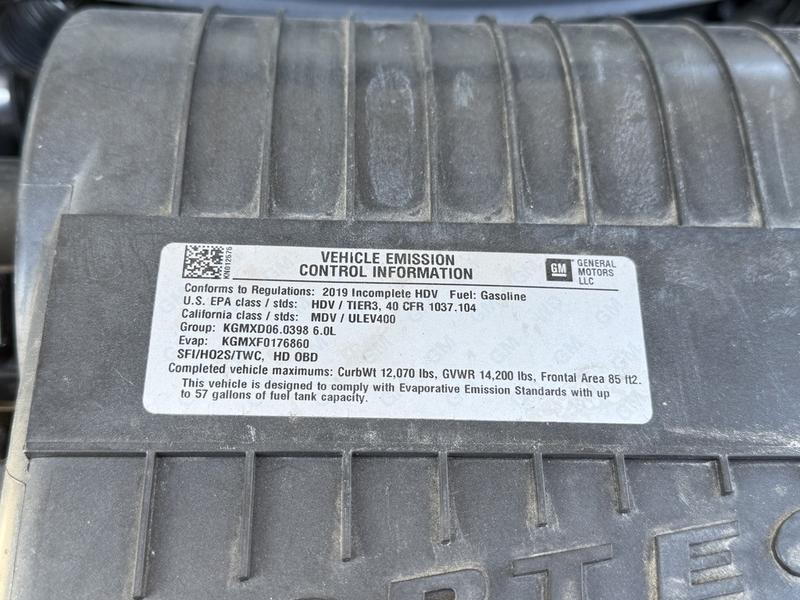 VEHICLE EMISSION
CONTROL INFORMATION
GM GENERAL
MOTORS
LLC
KN012575
Conforms to Regulations: 2019 Incomplete HDV Fuel: Gasoline
U.S. EPA class / stds: HDV / TIER3, 40 CFR 1037.104
California class / stds: MDV / ULEV400
Group: KGMXD06.0398 6.0L
Evap: KGMXF0176860
SFI/HO2S/TWC, HD OBD
Completed vehicle maximums: CurbWt 12,070 lbs, GVWR 14,200 lbs, Frontal Area 85 ft2.
This vehicle is designed to comply with Evaporative Emission Standards with up
to 57 gallons of fuel tank capacity.